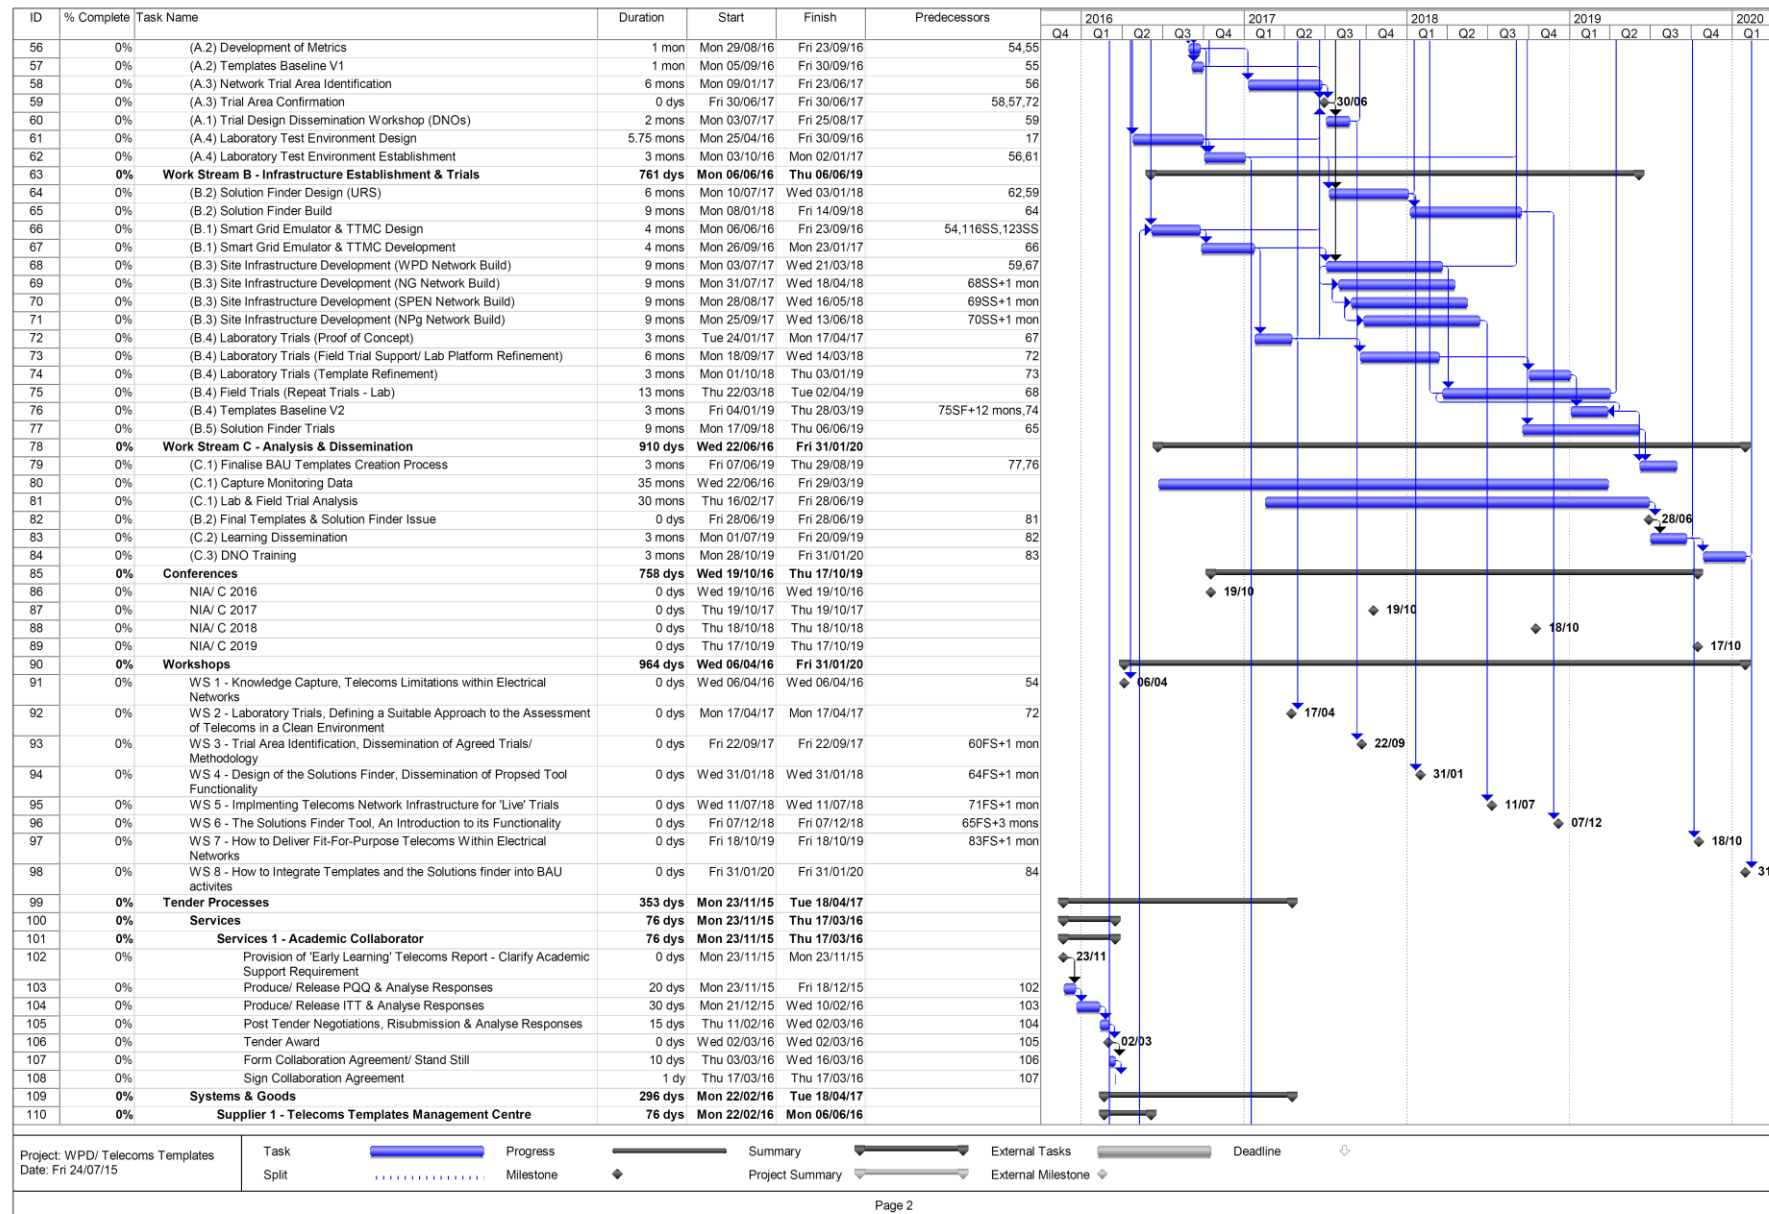 ID % Complete Task Name Duration Start Finish Predecessors 2016 2017 2018 2019 2020
Q4 Q1 Q2 Q3 Q4 Q1 Q2 Q3 Q4 Q1 Q2 Q3 Q4 Q1 Q2 Q3 Q4 Q1
56 0% (A.2) Development of Metrics 1 mon Mon 29/08/16 Fri 23/09/16 54,55
57 0% (A.2) Templates Baseline V1 1 mon Mon 05/09/16 Fri 30/09/16 55
58 0% (A.3) Network Trial Area Identification 6 mons Mon 09/01/17 Fri 23/06/17 56
59 0% (A.3) Trial Area Confirmation 0 dys Fri 30/06/17 Fri 30/06/17 58,57,72 30/06
60 0% (A.1) Trial Design Dissemination Workshop (DNOs) 2 mons Mon 03/07/17 Fri 25/08/17 59
61 0% (A.4) Laboratory Test Environment Design 5.75 mons Mon 25/04/16 Fri 30/09/16 17
62 0% (A.4) Laboratory Test Environment Establishment 3 mons Mon 03/10/16 Mon 02/01/17 56,61
63 0% Work Stream B - Infrastructure Establishment & Trials 761 dys Mon 06/06/16 Thu 06/06/19
64 0% (B.2) Solution Finder Design (URS) 6 mons Mon 10/07/17 Wed 03/01/18 62,59
65 0% (B.2) Solution Finder Build 9 mons Mon 08/01/18 Fri 14/09/18 64
66 0% (B.1) Smart Grid Emulator & TTMC Design 4 mons Mon 06/06/16 Fri 23/09/16 54,116SS,123SS
67 0% (B.1) Smart Grid Emulator & TTMC Development 4 mons Mon 26/09/16 Mon 23/01/17 66
68 0% (B.3) Site Infrastructure Development (WPD Network Build) 9 mons Mon 03/07/17 Wed 21/03/18 59,67
69 0% (B.3) Site Infrastructure Development (NG Network Build) 9 mons Mon 31/07/17 Wed 18/04/18 68SS+1 mon
70 0% (B.3) Site Infrastructure Development (SPEN Network Build) 9 mons Mon 28/08/17 Wed 16/05/18 69SS+1 mon
71 0% (B.3) Site Infrastructure Development (NPg Network Build) 9 mons Mon 25/09/17 Wed 13/06/18 70SS+1 mon
72 0% (B.4) Laboratory Trials (Proof of Concept) 3 mons Tue 24/01/17 Mon 17/04/17 67
73 0% (B.4) Laboratory Trials (Field Trial Support/ Lab Platform Refinement) 6 mons Mon 18/09/17 Wed 14/03/18 72
74 0% (B.4) Laboratory Trials (Template Refinement) 3 mons Mon 01/10/18 Thu 03/01/19 73
75 0% (B.4) Field Trials (Repeat Trials - Lab) 13 mons Thu 22/03/18 Tue 02/04/19 68
76 0% (B.4) Templates Baseline V2 3 mons Fri 04/01/19 Thu 28/03/19 75SF+12 mons,74
77 0% (B.5) Solution Finder Trials 9 mons Mon 17/09/18 Thu 06/06/19 65
78 0% Work Stream C - Analysis & Dissemination 910 dys Wed 22/06/16 Fri 31/01/20
79 0% (C.1) Finalise BAU Templates Creation Process 3 mons Fri 07/06/19 Thu 29/08/19 77,76
80 0% (C.1) Capture Monitoring Data 35 mons Wed 22/06/16 Fri 29/03/19
81 0% (C.1) Lab & Field Trial Analysis 30 mons Thu 16/02/17 Fri 28/06/19
82 0% (B.2) Final Templates & Solution Finder Issue 0 dys Fri 28/06/19 Fri 28/06/19 81 28/06
83 0% (C.2) Learning Dissemination 3 mons Mon 01/07/19 Fri 20/09/19 82
84 0% (C.3) DNO Training 3 mons Mon 28/10/19 Fri 31/01/20 83
85 0% Conferences 758 dys Wed 19/10/16 Thu 17/10/19
86 0% NIA/ C 2016 0 dys Wed 19/10/16 Wed 19/10/16 19/10
87 0% NIA/ C 2017 0 dys Thu 19/10/17 Thu 19/10/17 19/10
88 0% NIA/ C 2018 0 dys Thu 18/10/18 Thu 18/10/18 18/10
89 0% NIA/ C 2019 0 dys Thu 17/10/19 Thu 17/10/19 17/10
90 0% Workshops 964 dys Wed 06/04/16 Fri 31/01/20
91 0% WS 1 - Knowledge Capture, Telecoms Limitations within Electrical 0 dys Wed 06/04/16 Wed 06/04/16 54 06/04
Networks
92 0% WS 2 - Laboratory Trials, Defining a Suitable Approach to the Assessment 0 dys Mon 17/04/17 Mon 17/04/17 72 17/04
of Telecoms in a Clean Environment
93 0% WS 3 - Trial Area Identification, Dissemination of Agreed Trials/ 0 dys Fri 22/09/17 Fri 22/09/17 60FS+1 mon 22/09
Methodology
94 0% WS 4 - Design of the Solutions Finder, Dissemination of Propsed Tool 0 dys Wed 31/01/18 Wed 31/01/18 64FS+1 mon 31/01
Functionality
95 0% WS 5 - Implmenting Telecoms Network Infrastructure for 'Live' Trials 0 dys Wed 11/07/18 Wed 11/07/18 71FS+1 mon 11/07
96 0% WS 6 - The Solutions Finder Tool, An Introduction to its Functionality 0 dys Fri 07/12/18 Fri 07/12/18 65FS+3 mons 07/12
97 0% WS 7 - How to Deliver Fit-For-Purpose Telecoms Within Electrical 0 dys Fri 18/10/19 Fri 18/10/19 83FS+1 mon 18/10
Networks
98 0% WS 8 - How to Integrate Templates and the Solutions finder into BAU 0 dys Fri 31/01/20 Fri 31/01/20 84 31
activites
99 0% Tender Processes 353 dys Mon 23/11/15 Tue 18/04/17
100 0% Services 76 dys Mon 23/11/15 Thu 17/03/16
101 0% Services 1 - Academic Collaborator 76 dys Mon 23/11/15 Thu 17/03/16
102 0% Provision of 'Early Learning' Telecoms Report - Clarify Academic 0 dys Mon 23/11/15 Mon 23/11/15 23/11
Support Requirement
103 0% Produce/ Release PQQ & Analyse Responses 20 dys Mon 23/11/15 Fri 18/12/15 102
104 0% Produce/ Release ITT & Analyse Responses 30 dys Mon 21/12/15 Wed 10/02/16 103
105 0% Post Tender Negotiations, Risubmission & Analyse Responses 15 dys Thu 11/02/16 Wed 02/03/16 104
106 0% Tender Award 0 dys Wed 02/03/16 Wed 02/03/16 105 02/03
107 0% Form Collaboration Agreement/ Stand Still 10 dys Thu 03/03/16 Wed 16/03/16 106
108 0% Sign Collaboration Agreement 1 dy Thu 17/03/16 Thu 17/03/16 107
109 0% Systems & Goods 296 dys Mon 22/02/16 Tue 18/04/17
110 0% Supplier 1 - Telecoms Templates Management Centre 76 dys Mon 22/02/16 Mon 06/06/16
Project: WPD/ Telecoms Templates
Date: Fri 24/07/15
Task Progress Summary External Tasks Deadline
Split Milestone Project Summary External Milestone
Page 2